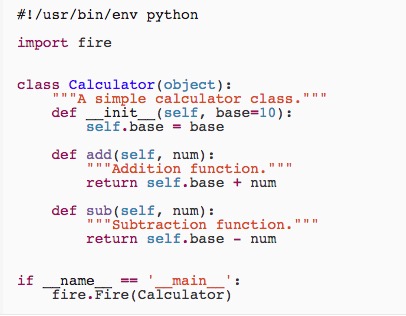 #!/usr/bin/env python
import fire
class Calculator(object):
    """A simple calculator class."""
    def __init__(self, base=10):
        self.base = base
    def add(self, num):
        """Addition function."""
        return self.base + num
    def sub(self, num):
        """Subtraction function."""
        return self.base - num
if __name__ == '__main__':
    fire.Fire(Calculator)